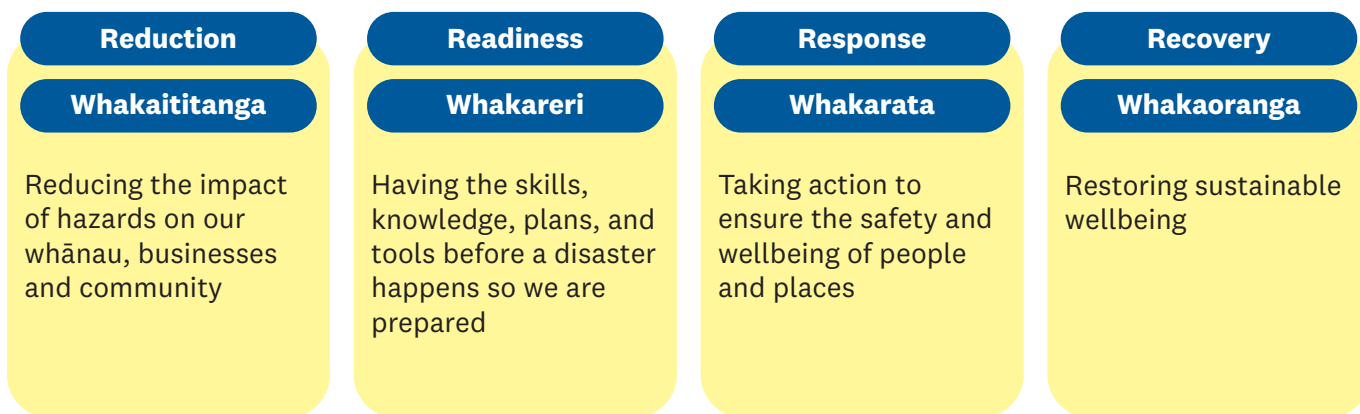 Reduction
Whakaititanga
Reducing the impact
of hazards on our
whānau, businesses
and community
Readiness
Whakareri
Having the skills,
knowledge, plans, and
tools before a disaster
happens so we are
prepared
Response
Whakarata
Taking action to
ensure the safety and
wellbeing of people
and places
Recovery
Whakaoranga
Restoring sustainable
wellbeing